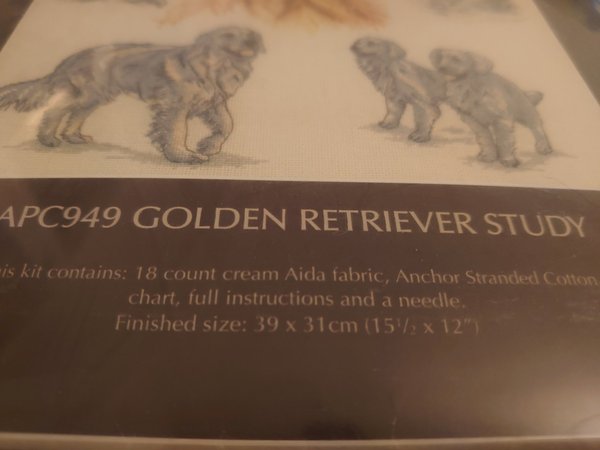 APC949 GOLDEN RETRIEVER STUDY
kit contains: 18 count cream Aida fabric, Anchor Stranded Cotton
chart, full instructions and a needle.
Finished size: 39 x 31cm (15½ x 12")